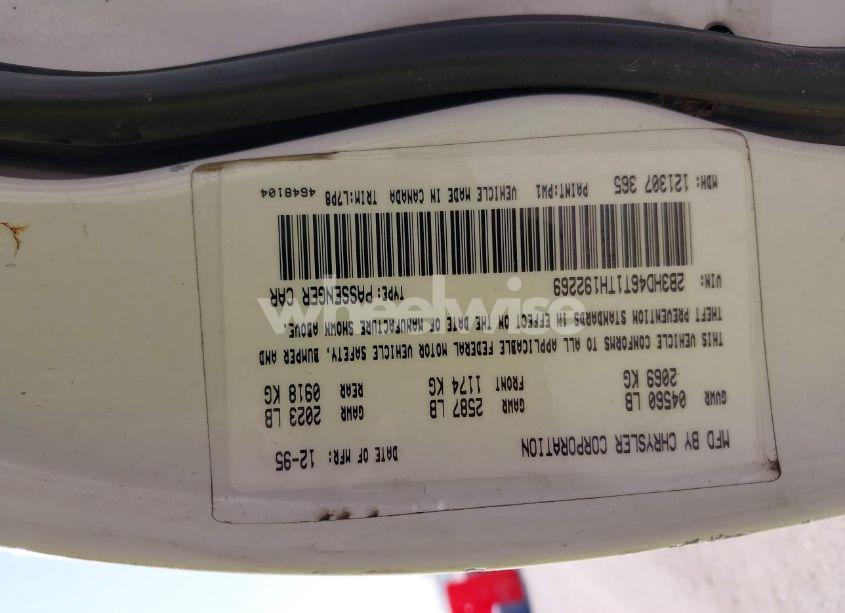 MFD BY CHRYSLER CORPORATION DATE OF MFR: 12-95
GVWR 04560 LB GAWR 2587 LB GAWR 2023 LB
2069 KG FRONT 1174 KG REAR 0918 KG
THIS VEHICLE CONFORMS TO ALL APPLICABLE FEDERAL MOTOR VEHICLE SAFETY, BUMPER AND
THEFT PREVENTION STANDARDS IN EFFECT ON THE DATE OF MANUFACTURE SHOWN ABOVE.
VIN: 2B3HD46T1TH192269 TYPE: PASSENGER CAR
MDH: 121307 365 PAINT:PW1 VEHICLE MADE IN CANADA TRIM:L7P8 4648104
wheelwise